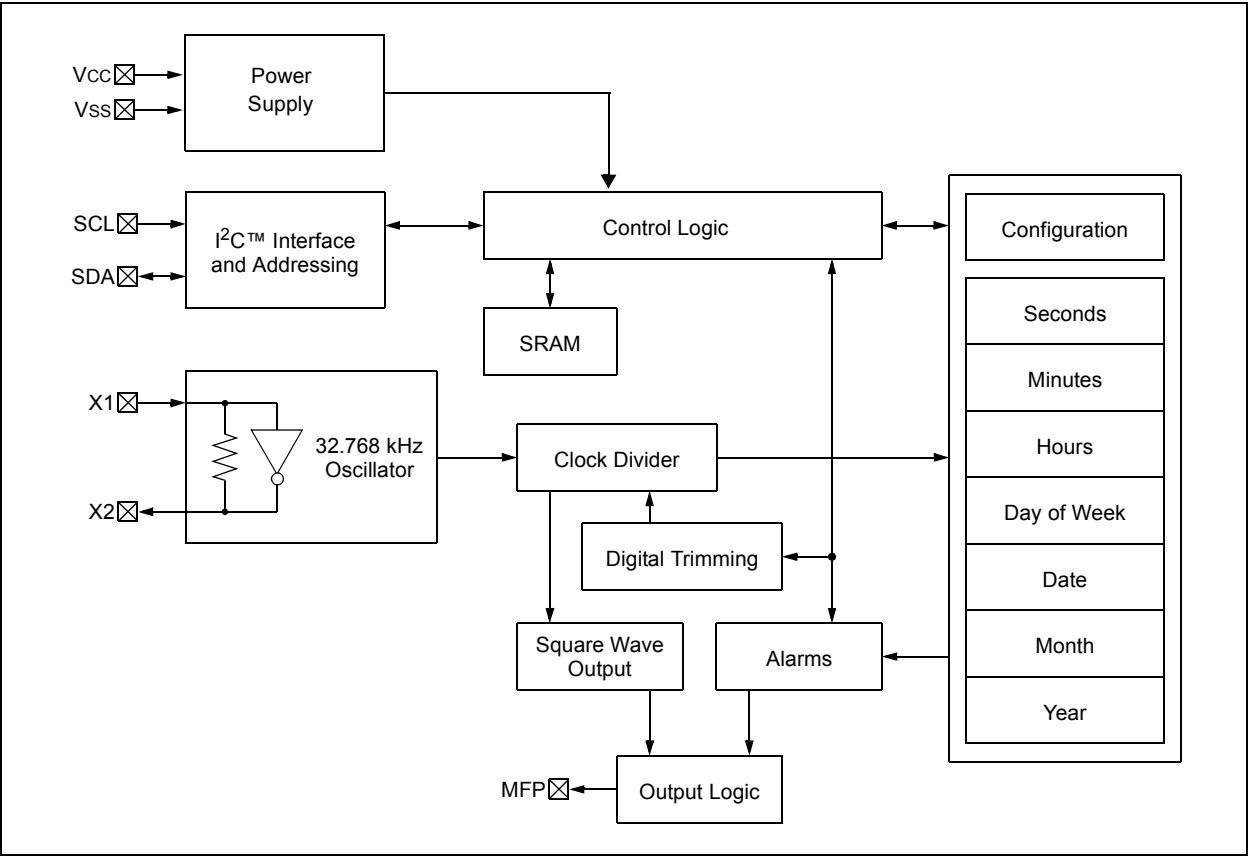 VCC
VSS
Power
Supply
SCL
SDA
I²C™ Interface
and Addressing
Control Logic
SRAM
Configuration
Seconds
Minutes
Hours
Day of Week
Date
Month
Year
X1
X2
32.768 kHz
Oscillator
Clock Divider
Digital Trimming
Square Wave
Output
Alarms
MFP
Output Logic